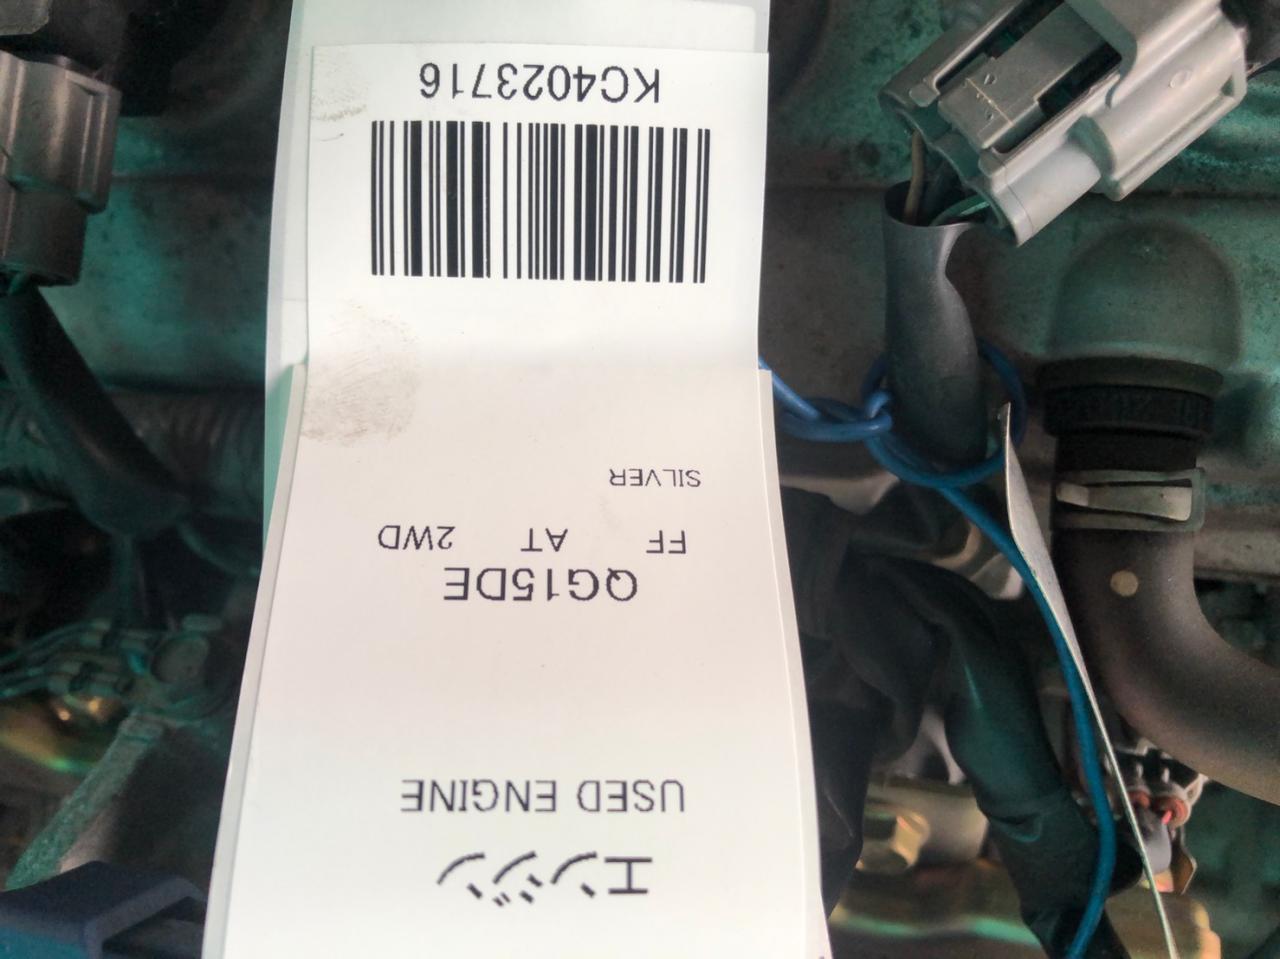 エンジン
USED ENGINE
QG15DE
FF AT 2WD
SILVER
KC4023716